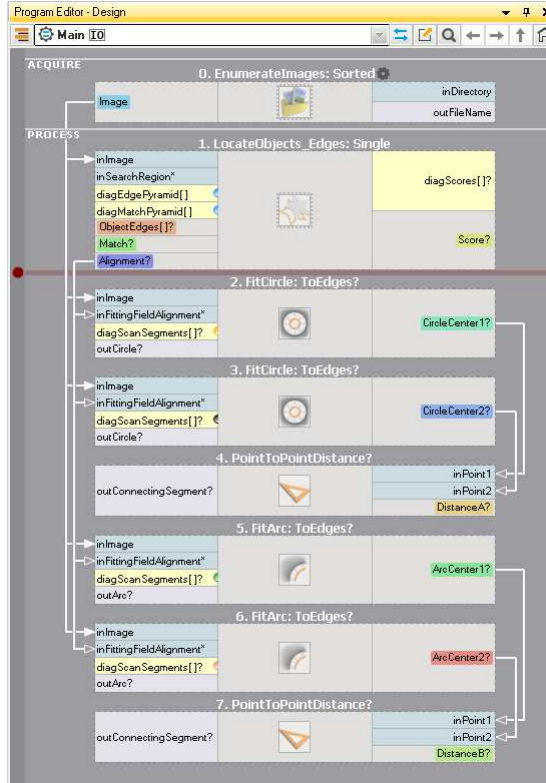 Program Editor - Design
Main IO
ACQUIRE
0. EnumerateImages: Sorted
Image
inDirectory
outFileName
PROCESS
1. LocateObjects_Edges: Single
inImage
inSearchRegion*
diagEdgePyramid[]
diagMatchPyramid[]
ObjectEdges[]?
Match?
Alignment?
diagScores[]?
Score?
2. FitCircle: ToEdges?
inImage
inFittingFieldAlignment*
diagScanSegments[]?
outCircle?
CircleCenter1?
3. FitCircle: ToEdges?
inImage
inFittingFieldAlignment*
diagScanSegments[]?
outCircle?
CircleCenter2?
4. PointToPointDistance?
outConnectingSegment?
inPoint1
inPoint2
DistanceA?
5. FitArc: ToEdges?
inImage
inFittingFieldAlignment*
diagScanSegments[]?
outArc?
ArcCenter1?
6. FitArc: ToEdges?
inImage
inFittingFieldAlignment*
diagScanSegments[]?
outArc?
ArcCenter2?
7. PointToPointDistance?
outConnectingSegment?
inPoint1
inPoint2
DistanceB?